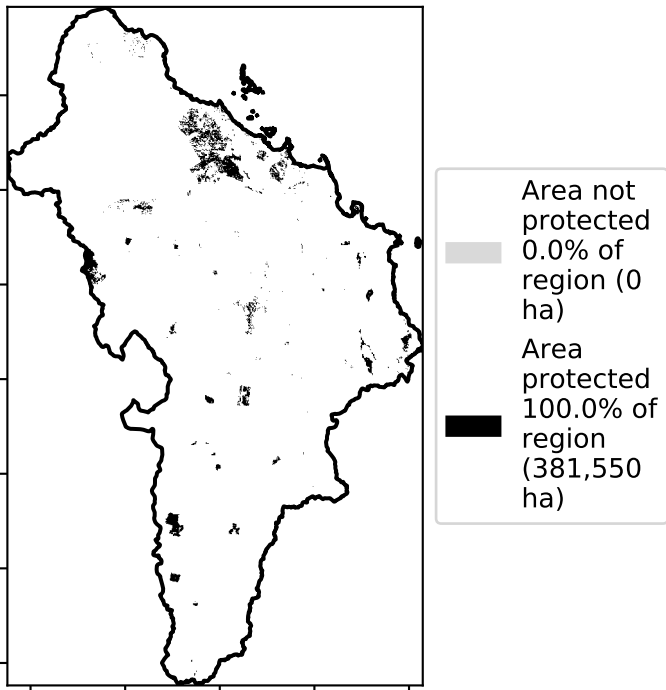 Area not
protected
0.0% of
region (0
ha)
Area
protected
100.0% of
region
(381,550
ha)